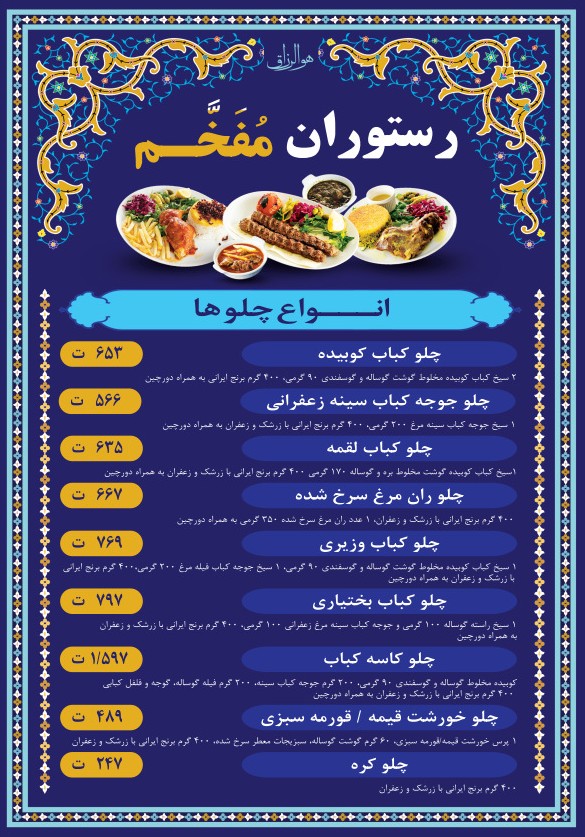 هوالرزاق
رستوران مُفَخَّم
انـواع چلوها
چلو کباب کوبیده
۶۵۳ ت
۲ سیخ کباب کوبیده مخلوط گوشت گوساله و گوسفندی ۹۰ گرمی، ۴۰۰ گرم برنج ایرانی به همراه دورچین
چلو جوجه کباب سینه زعفرانی
۵۶۶ ت
۱ سیخ جوجه کباب سینه مرغ ۲۰۰ گرمی، ۴۰۰ گرم برنج ایرانی با زرشک و زعفران به همراه دورچین
چلو کباب لقمه
۶۳۵ ت
۱سیخ کباب کوبیده گوشت مخلوط بره و گوساله ۱۷۰ گرمی ۴۰۰ گرم برنج ایرانی با زرشک و زعفران به همراه دورچین
چلو ران مرغ سرخ شده
۶۶۷ ت
۴۰۰ گرم برنج ایرانی با زرشک و زعفران، ۱ عدد ران مرغ سرخ شده ۳۵۰ گرمی به همراه دورچین
چلو کباب وزیری
۷۶۹ ت
۱ سیخ کباب کوبیده مخلوط گوشت گوساله و گوسفندی ۹۰ گرمی، ۱ سیخ جوجه کباب فیله مرغ ۲۰۰ گرمی،۴۰۰ گرم برنج ایرانی
با زرشک و زعفران به همراه دورچین
چلو کباب بختیاری
۷۹۷ ت
۱ سیخ راسته گوساله ۱۰۰ گرمی و جوجه کباب سینه مرغ زعفرانی ۱۰۰ گرمی، ۴۰۰ گرم برنج ایرانی با زرشک و زعفران
به همراه دورچین
چلو کاسه کباب
۱/۵۹۷ ت
کوبیده مخلوط گوساله و گوسفندی ۹۰ گرمی، ۲۰۰ گرم جوجه کباب سینه، ۲۰۰ گرم فیله گوساله، گوجه و فلفل کبابی
۴۰۰ گرم برنج ایرانی با زرشک و زعفران به همراه دورچین
چلو خورشت قیمه / قورمه سبزی
۴۸۹ ت
۱ پرس خورشت قیمه/قورمه سبزی، ۶۰ گرم گوشت گوساله، سبزیجات معطر سرخ شده، ۴۰۰ گرم برنج ایرانی با زرشک و زعفران
چلو کره
۲۴۷ ت
۴۰۰ گرم برنج ایرانی با زرشک و زعفران